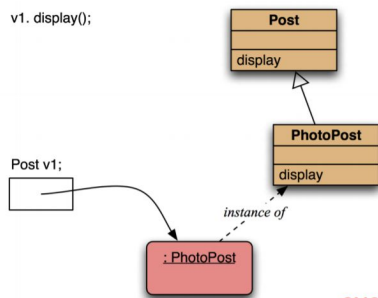 v1. display();
Post
display
PhotoPost
display
Post v1;
instance of
: PhotoPost